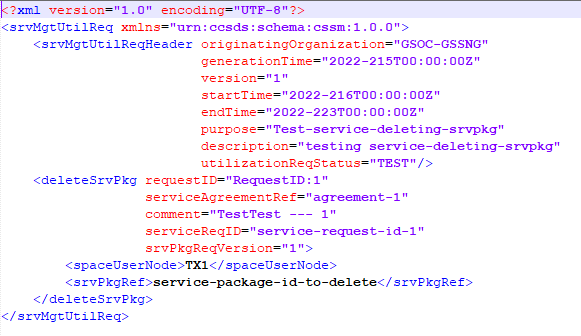 <?xml version="1.0" encoding="UTF-8"?>
<srvMgtUtilReq xmlns="urn:ccsds:schema:cssm:1.0.0">
    <srvMgtUtilReqHeader originatingOrganization="GSOC-GSSNG"
                         generationTime="2022-215T00:00:00Z"
                         version="1"
                         startTime="2022-216T00:00:00Z"
                         endTime="2022-223T00:00:00Z"
                         purpose="Test-service-deleting-srvpkg"
                         description="testing service-deleting-srvpkg"
                         utilizationReqStatus="TEST"/>
    <deleteSrvPkg requestID="RequestID:1"
                  serviceAgreementRef="agreement-1"
                  comment="TestTest --- 1"
                  serviceReqID="service-request-id-1"
                  srvPkgReqVersion="1">
        <spaceUserNode>TX1</spaceUserNode>
        <srvPkgRef>service-package-id-to-delete</srvPkgRef>
    </deleteSrvPkg>
</srvMgtUtilReq>